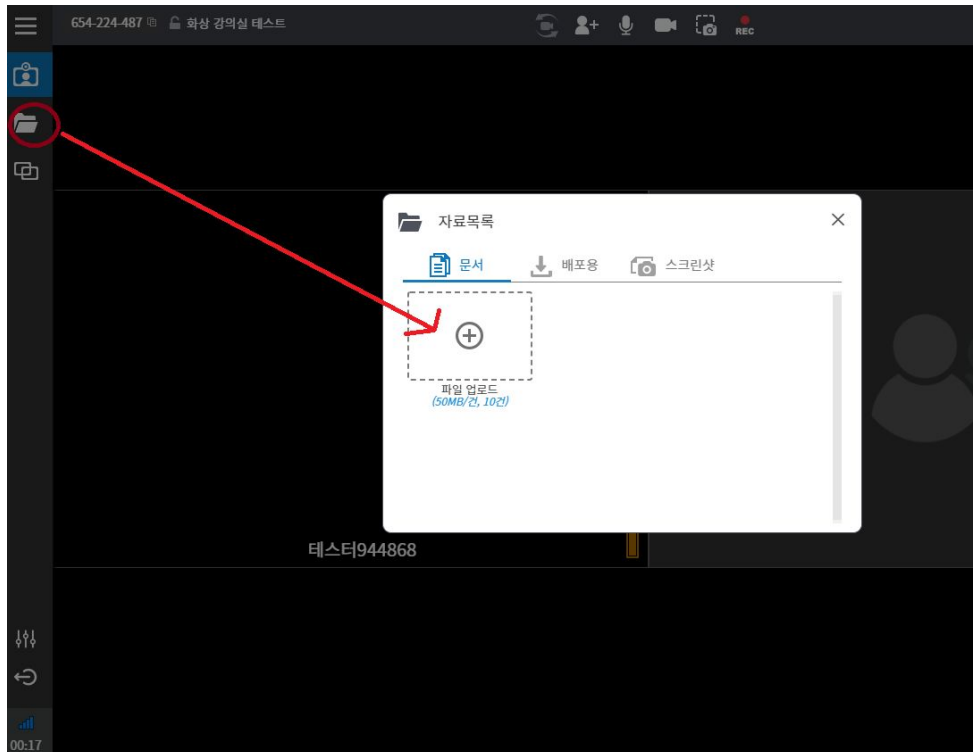 654-224-487 화상 강의실 테스트
REC
자료목록
문서 배포용 스크린샷
파일 업로드
(50MB/건, 10건)
테스터944868
00:17